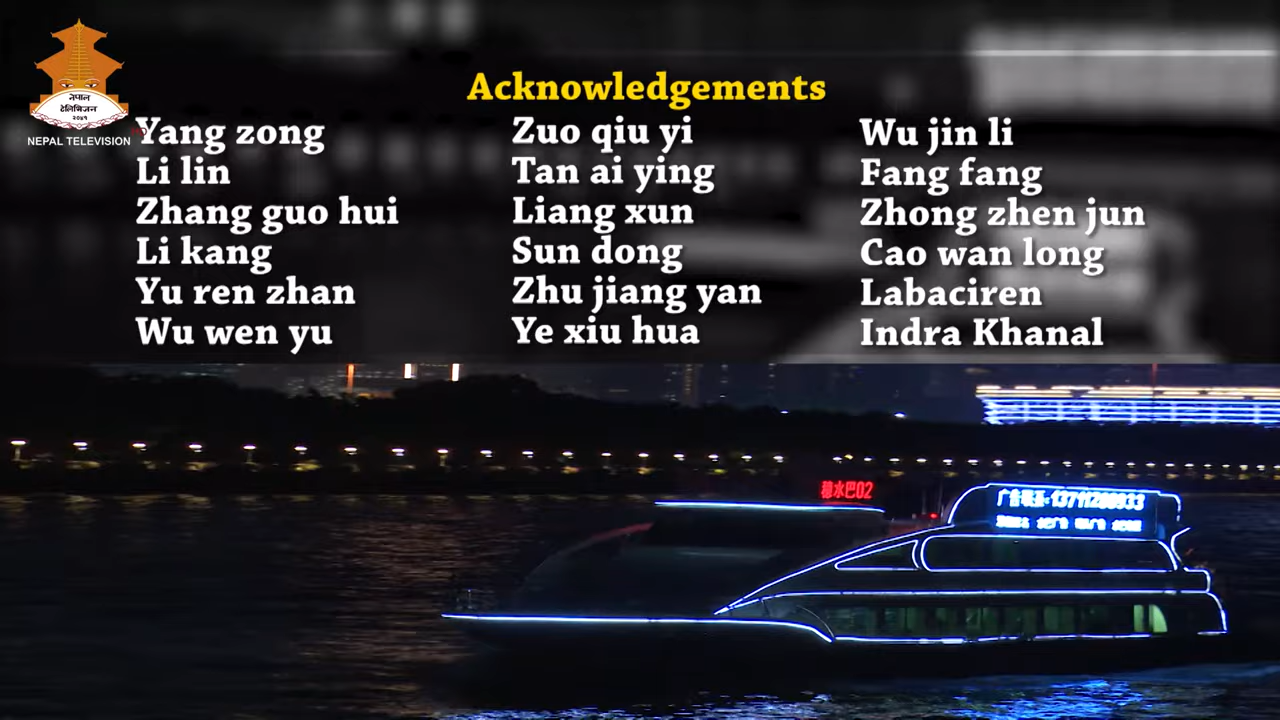 नेपाल
टेलिभिजन
२०४१
NEPAL TELEVISION
Acknowledgements
Yang zong
Li lin
Zhang guo hui
Li kang
Yu ren zhan
Wu wen yu
Zuo qiu yi
Tan ai ying
Liang xun
Sun dong
Zhu jiang yan
Ye xiu hua
Wu jin li
Fang fang
Zhong zhen jun
Cao wan long
Labaciren
Indra Khanal
水巴02